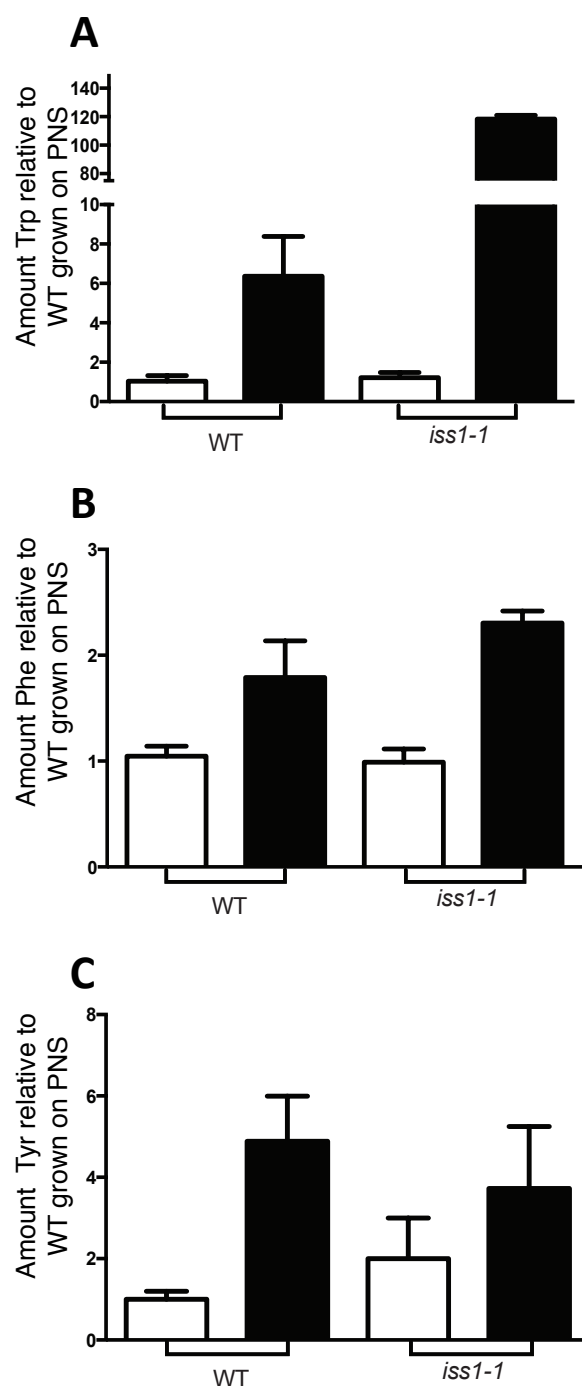 A
Amount Trp relative to
WT grown on PNS
140
120
100
80
10
8
6
4
2
0
WT
iss1-1
B
Amount Phe relative to
WT grown on PNS
3
2
1
0
WT
iss1-1
C
Amount Tyr relative to
WT grown on PNS
8
6
4
2
0
WT
iss1-1